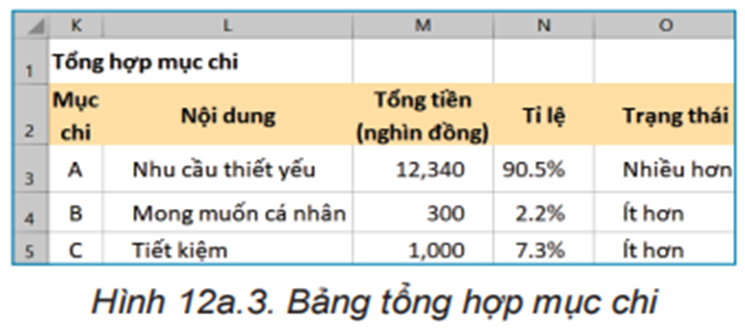 K L M N O
1 Tổng hợp mục chi
2 Mục chi Nội dung Tổng tiền (nghìn đồng) Tỉ lệ Trạng thái
3 A Nhu cầu thiết yếu 12,340 90.5% Nhiều hơn
4 B Mong muốn cá nhân 300 2.2% Ít hơn
5 C Tiết kiệm 1,000 7.3% Ít hơn
Hình 12a.3. Bảng tổng hợp mục chi